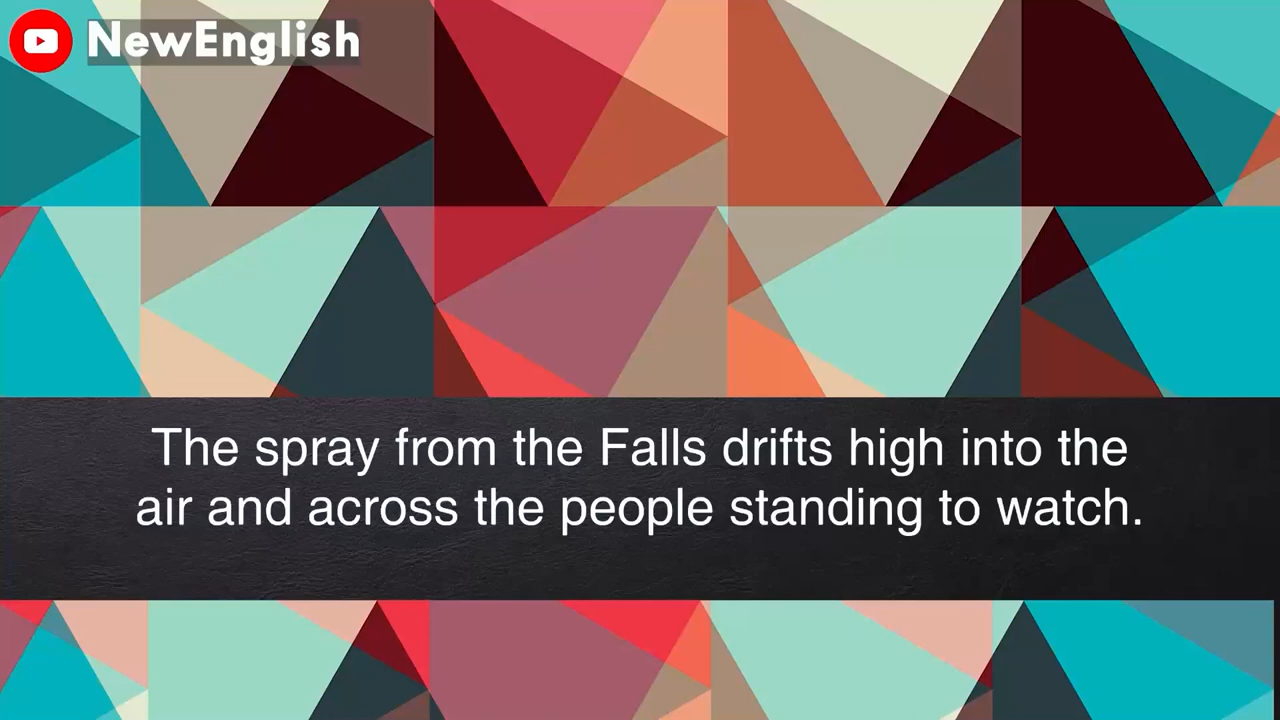 NewEnglish
The spray from the Falls drifts high into the
air and across the people standing to watch.